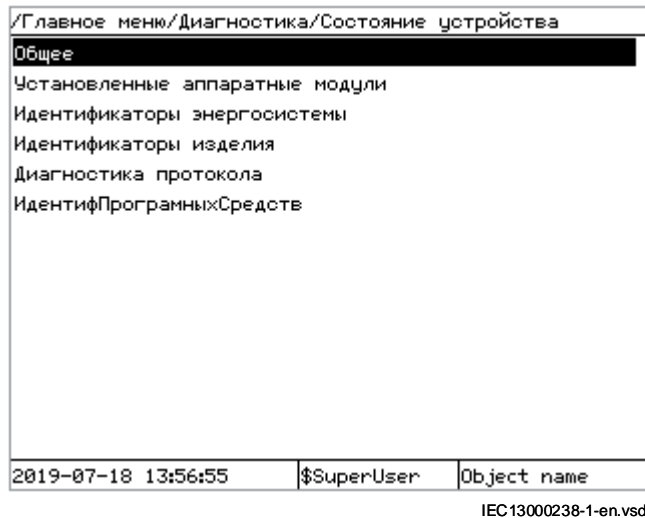 /Главное меню/Диагностика/Состояние устройства
Общее
Установленные аппаратные модули
Идентификаторы энергосистемы
Идентификаторы изделия
Диагностика протокола
ИдентифПрограмныхСредств
2019-07-18 13:56:55 $SuperUser Object name
IEC13000238-1-en.vsd